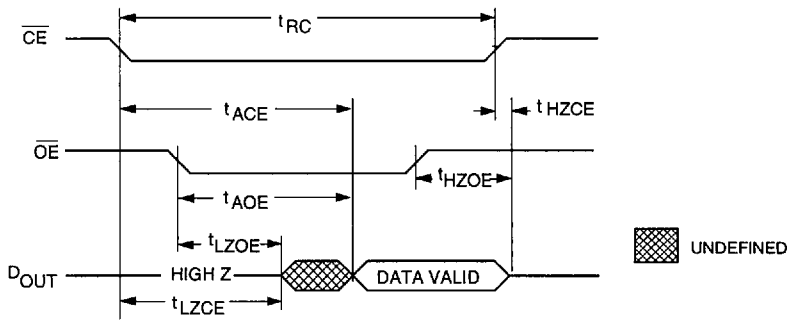 tRC
CE
tACE
tHZCE
OE
tHZOE
tAOE
tLZOE
UNDEFINED
DOUT
HIGH Z
DATA VALID
tLZCE